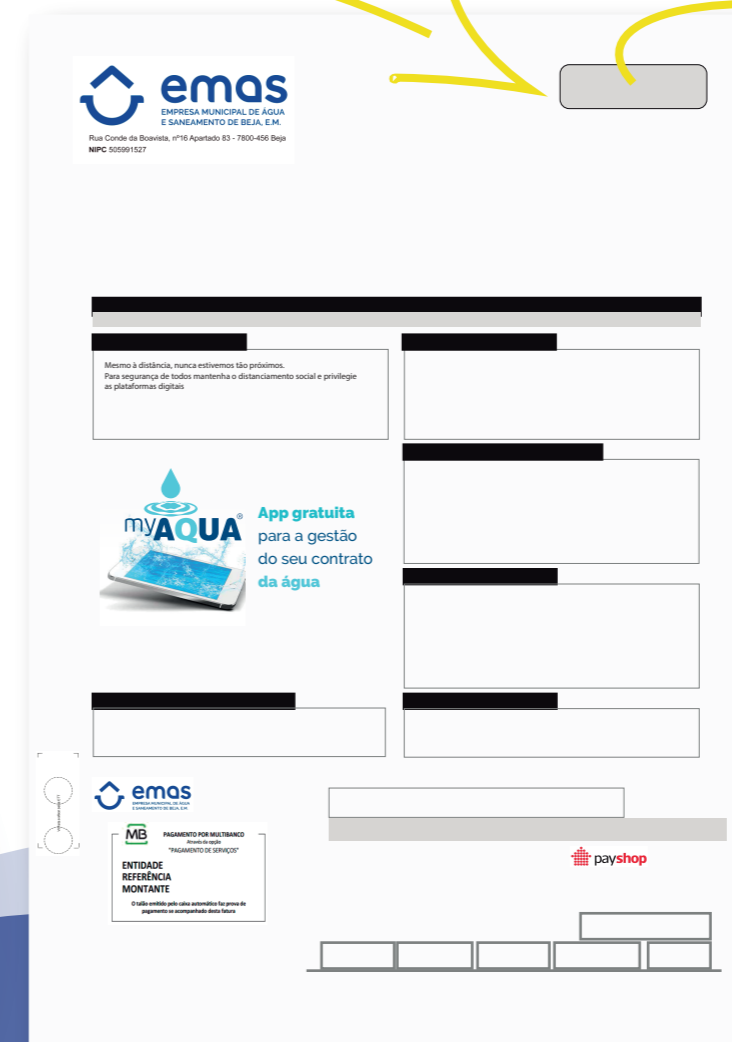 emas
EMPRESA MUNICIPAL DE ÁGUA
E SANEAMENTO DE BEJA, E.M.
Rua Conde da Boavista, nº16 Apartado 83 - 7800-456 Beja
NIPC 505991527
Mesmo à distância, nunca estivemos tão próximos.
Para segurança de todos mantenha o distanciamento social e privilegie
as plataformas digitais
myAQUA®
App gratuita
para a gestão
do seu contrato
da água
emas
EMPRESA MUNICIPAL DE ÁGUA
E SANEAMENTO DE BEJA, E.M.
MB
PAGAMENTO POR MULTIBANCO
Através da opção
"PAGAMENTO DE SERVIÇOS"
ENTIDADE
REFERÊNCIA
MONTANTE
O talão emitido pelo caixa automático faz prova de
pagamento se acompanhado desta fatura
payshop